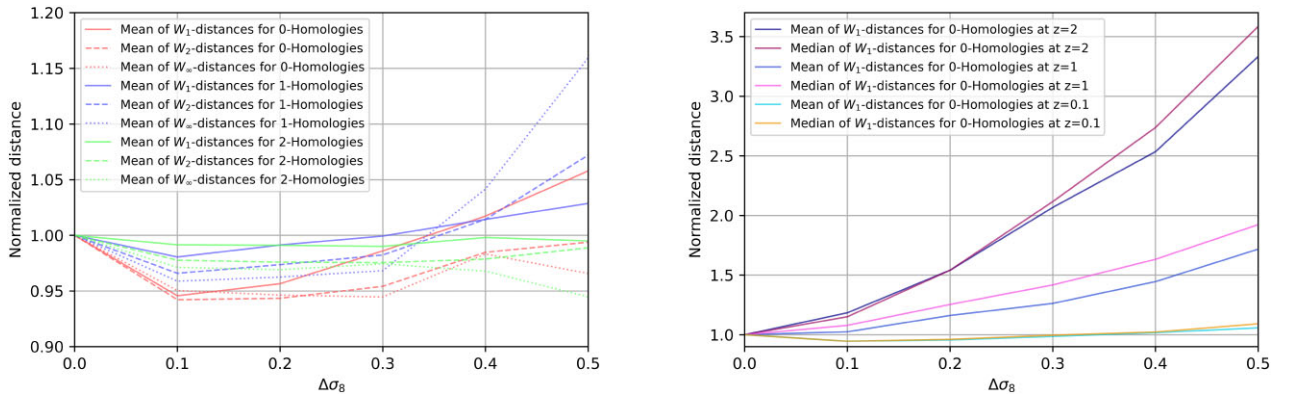 1.20
1.15
1.10
1.05
1.00
0.95
0.90
Normalized distance
Mean of W₁-distances for 0-Homologies
Mean of W₂-distances for 0-Homologies
Mean of W∞-distances for 0-Homologies
Mean of W₁-distances for 1-Homologies
Mean of W₂-distances for 1-Homologies
Mean of W∞-distances for 1-Homologies
Mean of W₁-distances for 2-Homologies
Mean of W₂-distances for 2-Homologies
Mean of W∞-distances for 2-Homologies
0.0 0.1 0.2 0.3 0.4 0.5
Δσ₈
3.5
3.0
2.5
2.0
1.5
1.0
Normalized distance
Mean of W₁-distances for 0-Homologies at z=2
Median of W₁-distances for 0-Homologies at z=2
Mean of W₁-distances for 0-Homologies at z=1
Median of W₁-distances for 0-Homologies at z=1
Mean of W₁-distances for 0-Homologies at z=0.1
Median of W₁-distances for 0-Homologies at z=0.1
0.0 0.1 0.2 0.3 0.4 0.5
Δσ₈